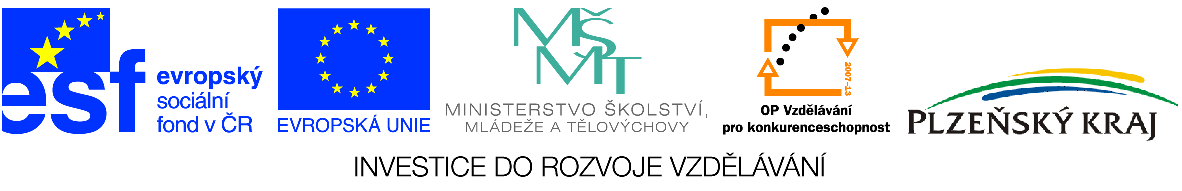 esf
evropský
sociální
fond v ČR
EVROPSKÁ UNIE
MŠMT
MINISTERSTVO ŠKOLSTVÍ,
MLÁDEŽE A TĚLOVÝCHOVY
2007-13
OP Vzdělávání
pro konkurenceschopnost
PLZEŇSKÝ KRAJ
INVESTICE DO ROZVOJE VZDĚLÁVÁNÍ